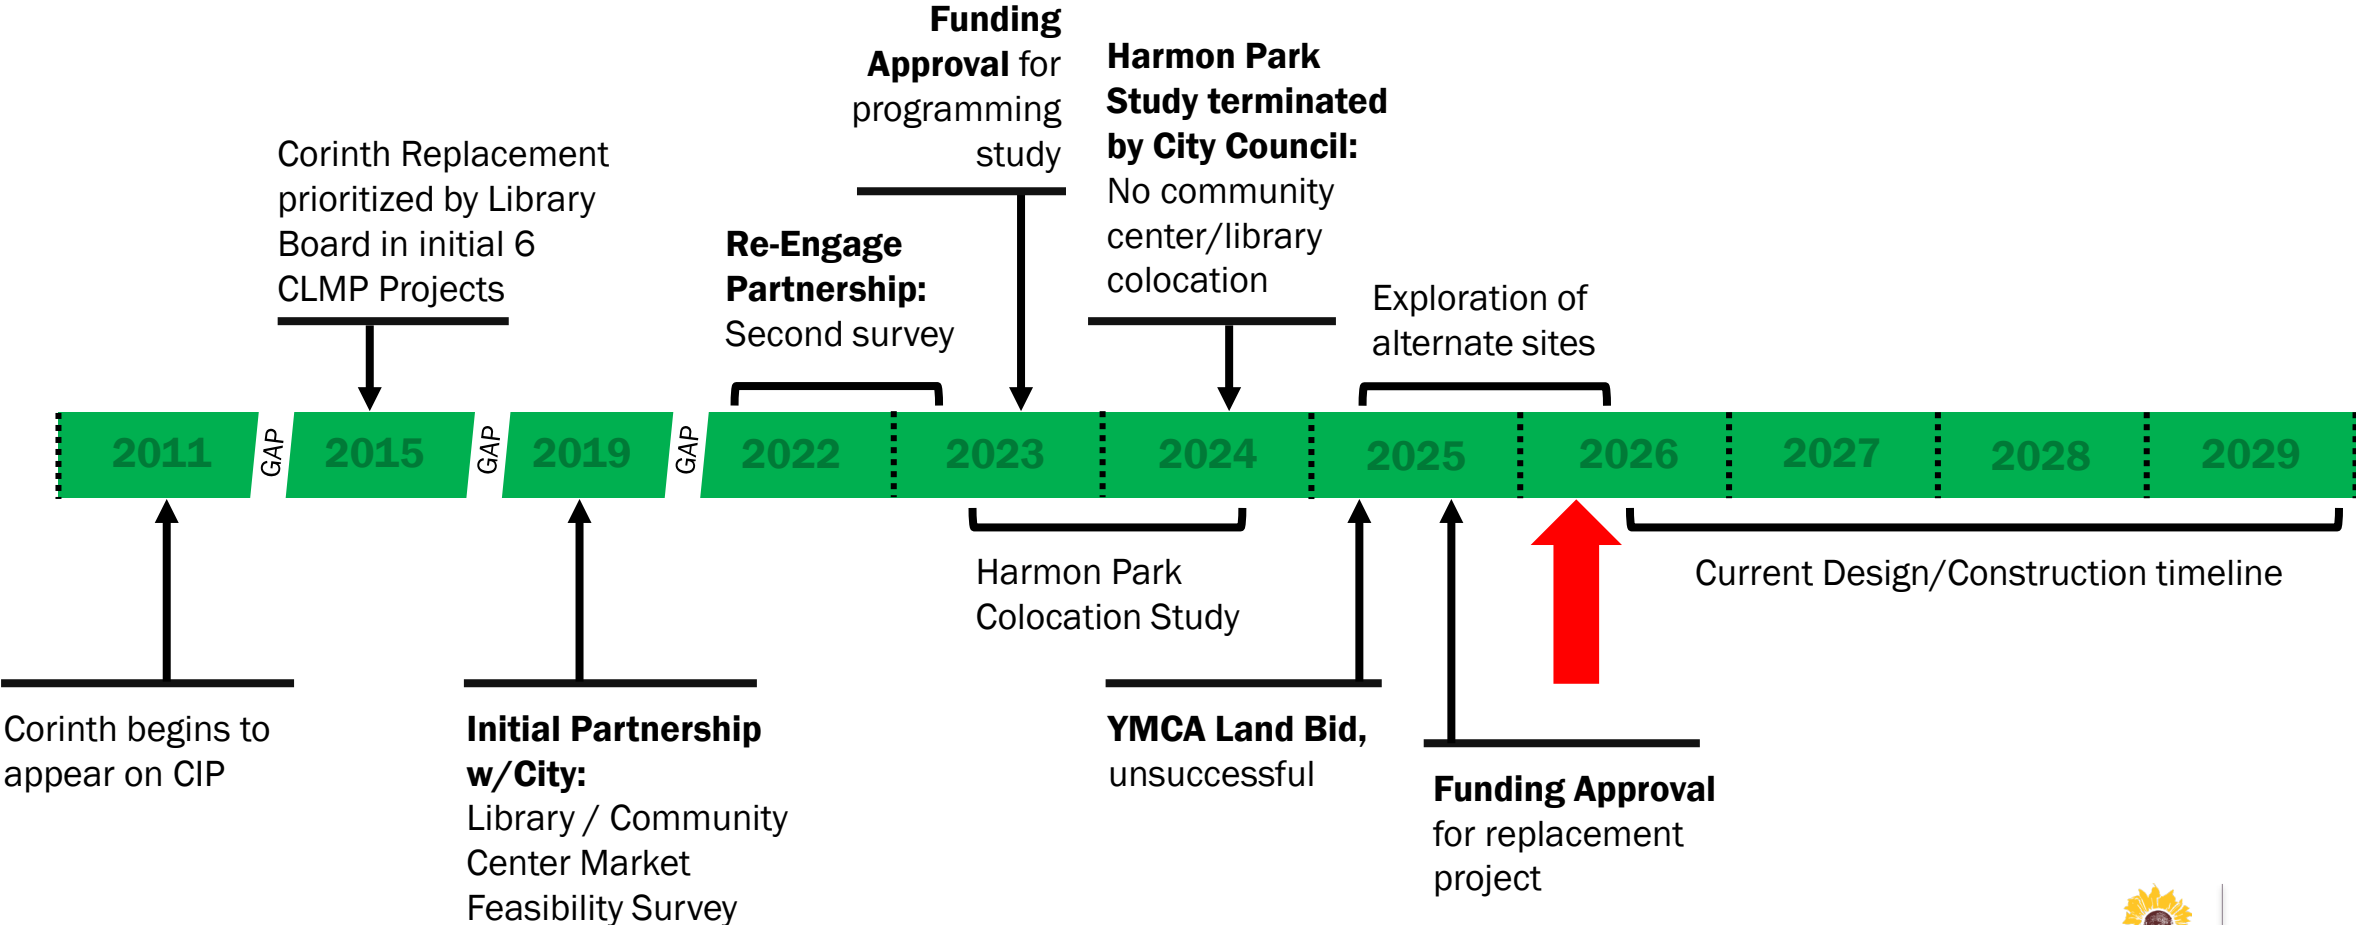 Funding
Approval for
programming
study
Harmon Park
Study terminated
by City Council:
No community
center/library
colocation
Corinth Replacement
prioritized by Library
Board in initial 6
CLMP Projects
Re-Engage
Partnership:
Second survey
Exploration of
alternate sites
2011
GAP
2015
GAP
2019
GAP
2022
2023
2024
2025
2026
2027
2028
2029
Harmon Park
Colocation Study
Current Design/Construction timeline
Corinth begins to
appear on CIP
Initial Partnership
w/City:
Library / Community
Center Market
Feasibility Survey
YMCA Land Bid,
unsuccessful
Funding Approval
for replacement
project